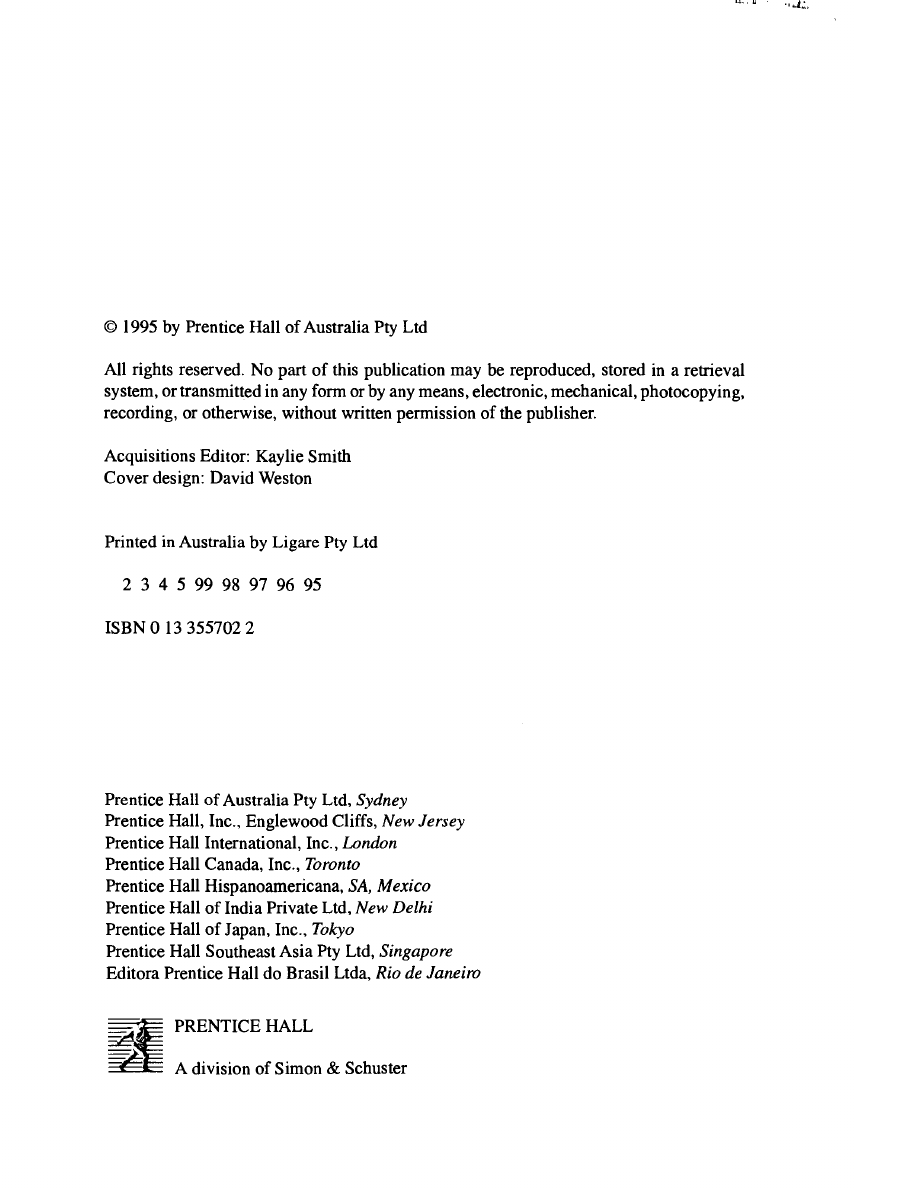 © 1995 by Prentice Hall of Australia Pty Ltd
All rights reserved. No part of this publication may be reproduced, stored in a retrieval
system, or transmitted in any form or by any means, electronic, mechanical, photocopying,
recording, or otherwise, without written permission of the publisher.
Acquisitions Editor: Kaylie Smith
Cover design: David Weston
Printed in Australia by Ligare Pty Ltd
2 3 4 5 99 98 97 96 95
ISBN 0 13 355702 2
Prentice Hall of Australia Pty Ltd, Sydney
Prentice Hall, Inc., Englewood Cliffs, New Jersey
Prentice Hall International, Inc., London
Prentice Hall Canada, Inc., Toronto
Prentice Hall Hispanoamericana, SA, Mexico
Prentice Hall of India Private Ltd, New Delhi
Prentice Hall of Japan, Inc., Tokyo
Prentice Hall Southeast Asia Pty Ltd, Singapore
Editora Prentice Hall do Brasil Ltda, Rio de Janeiro
PRENTICE HALL
A division of Simon & Schuster